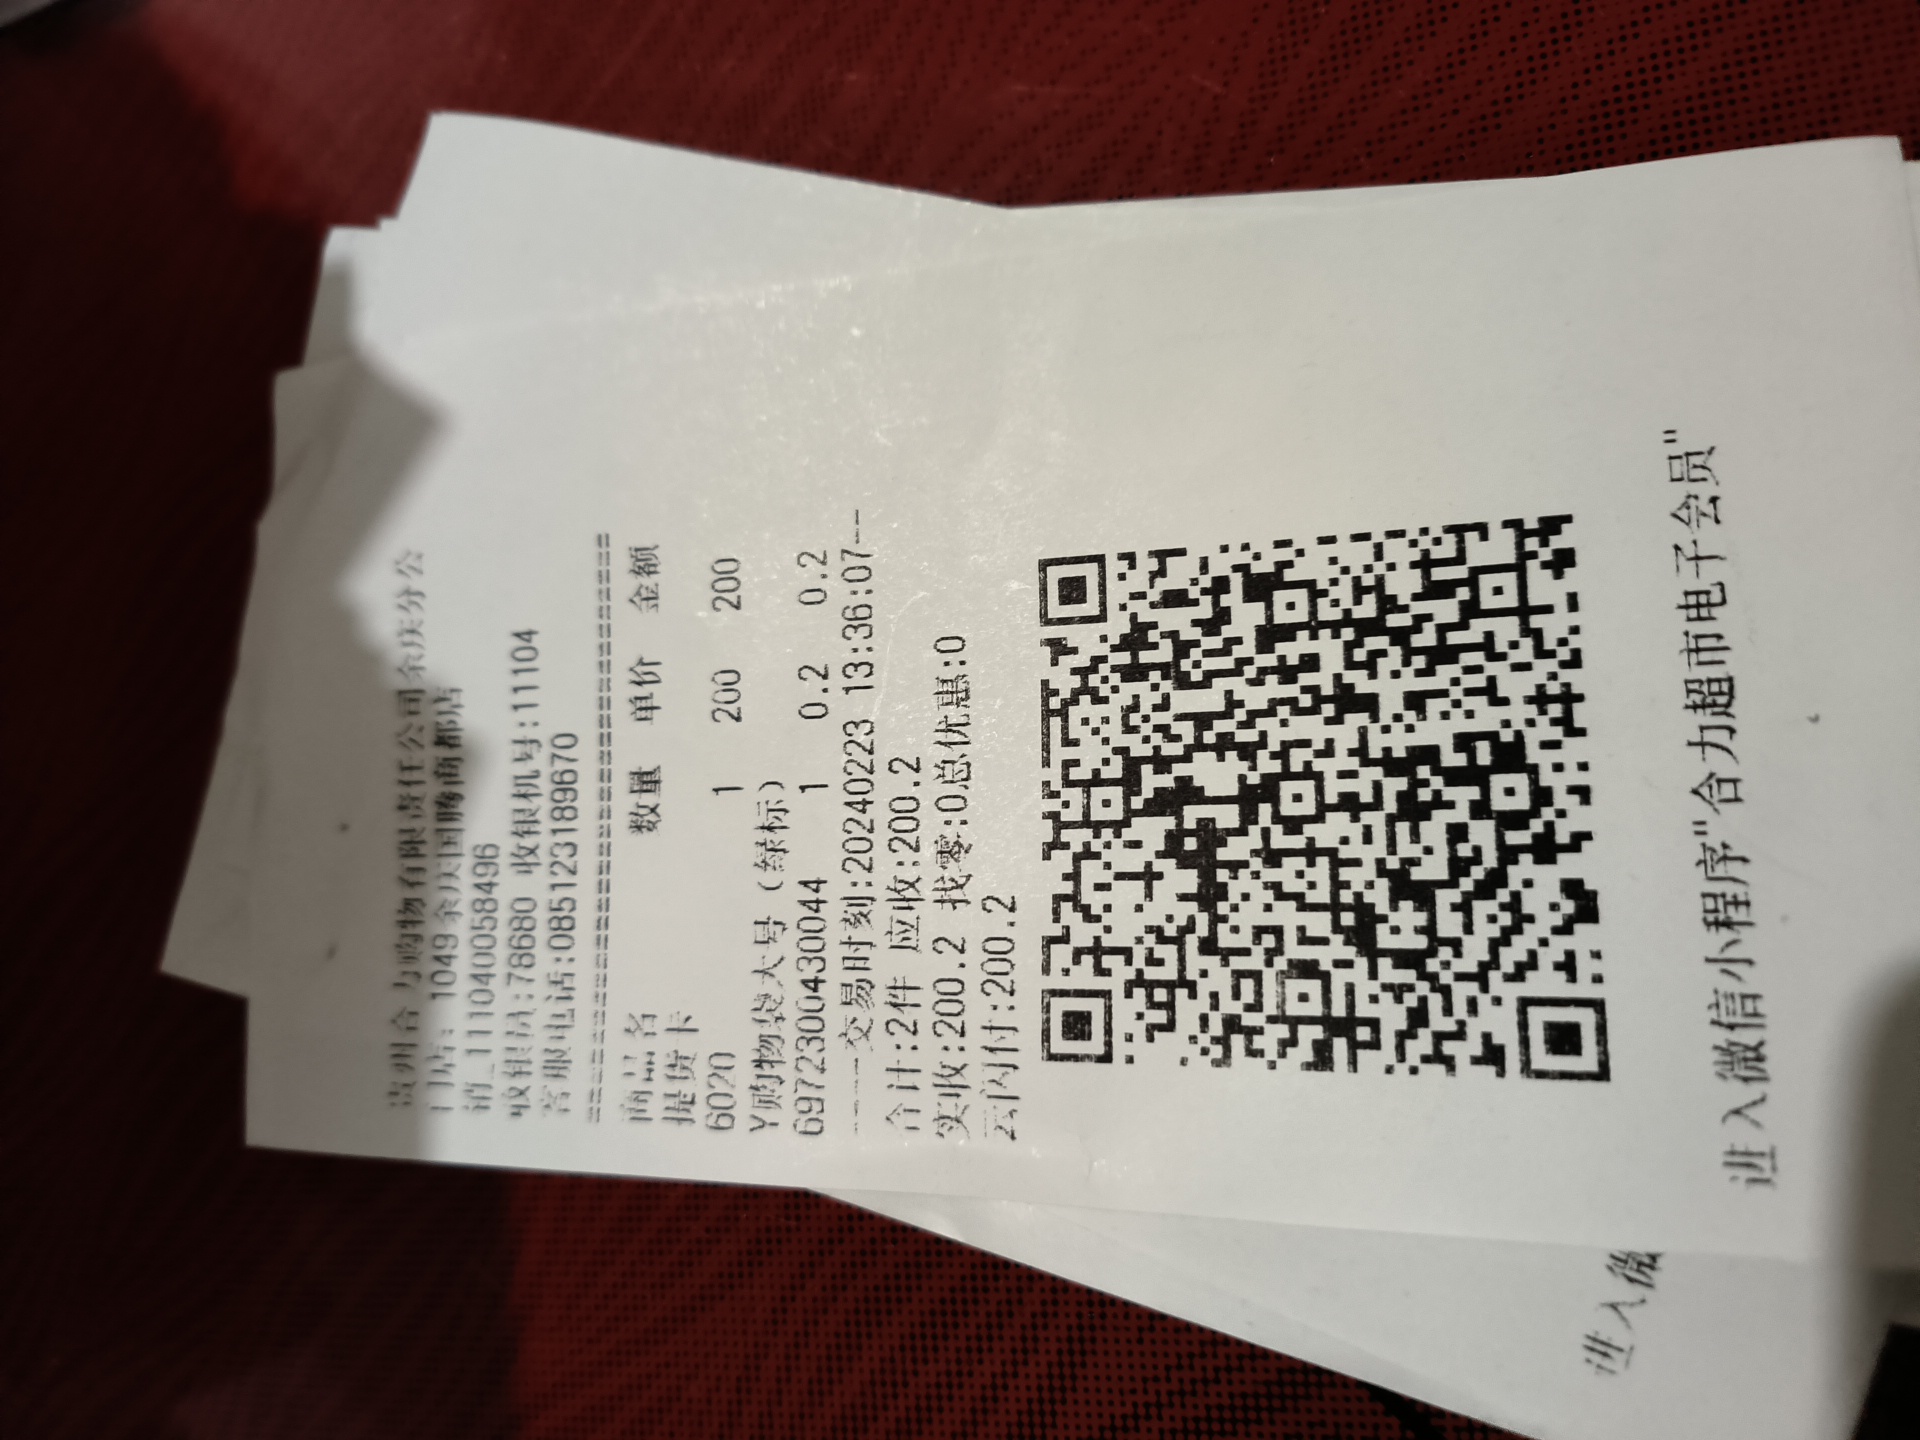 贵州合力购物有限责任公司余庆分公
门店: 1049余庆国腾商都店
销_111040058496
收银员:788680 收银机号:11104
客服电话:085123189670
商品名 数量 单价 金额
提货卡
6020 1 200 200
Y购物袋大号（绿标）
6972300430044 1 0.2 0.2
----交易时刻:20240223 13:36:07--
合计:2件 应收:200.2
实收:200.2 找零:0总优惠:0
云闪付:200.2
进入微信小程序"合力超市电子会员"
进入微